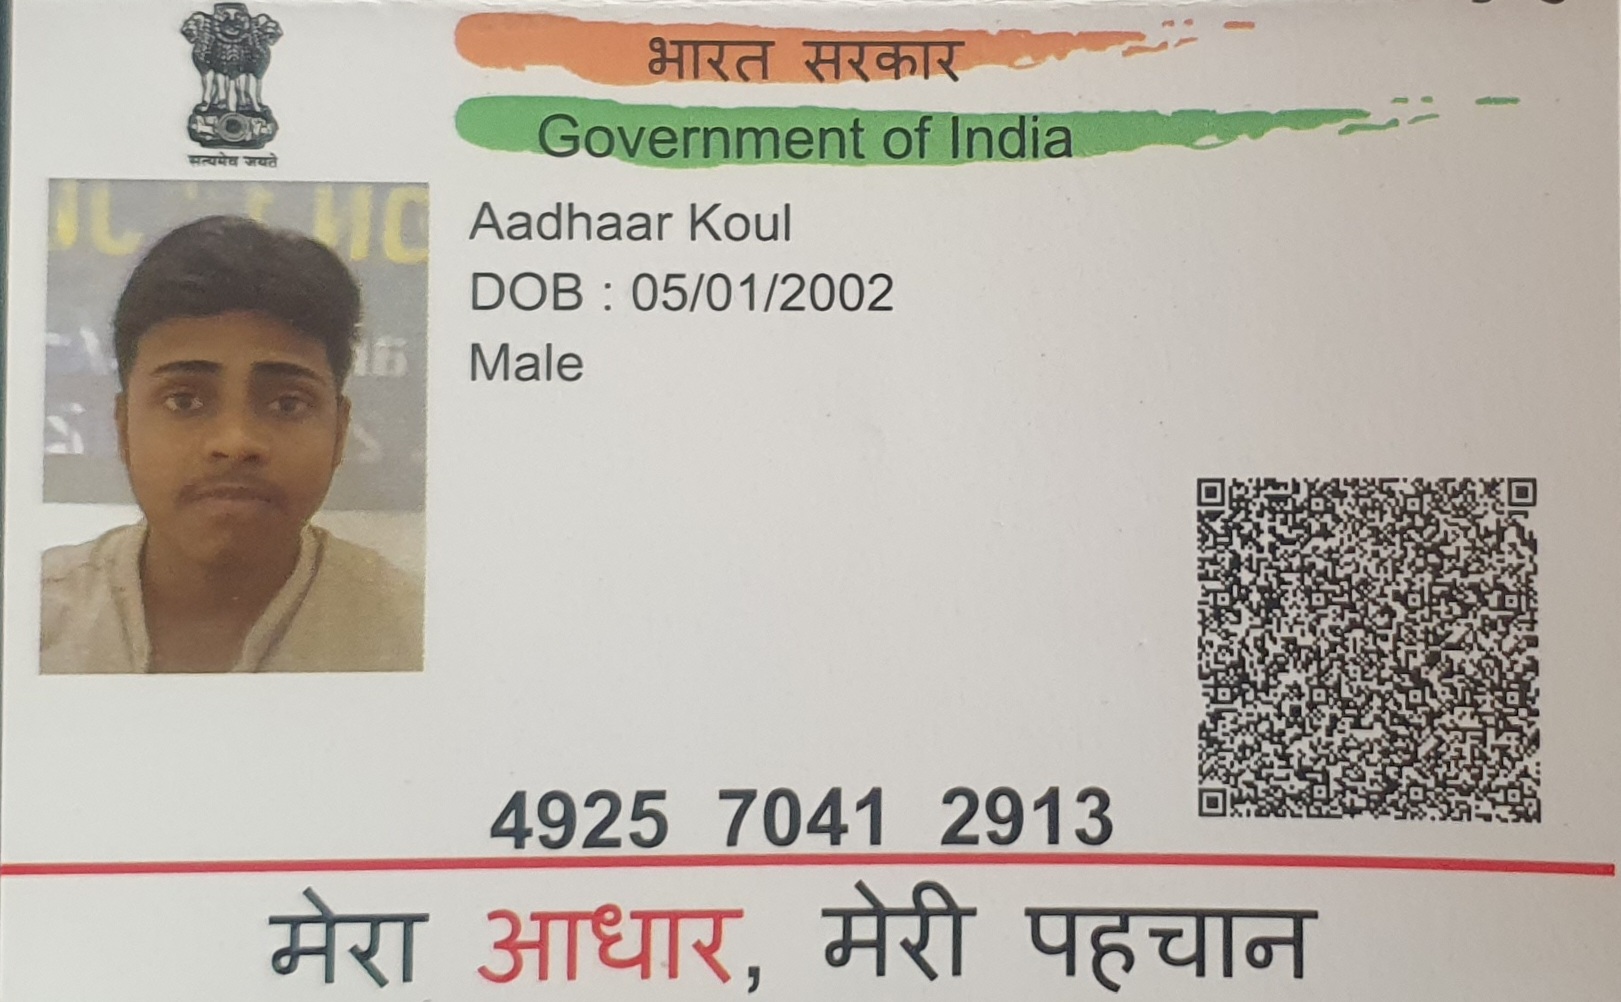 सत्यमेव जयते
भारत सरकार
Government of India
Aadhaar Koul
DOB : 05/01/2002
Male
4925 7041 2913
मेरा आधार, मेरी पहचान